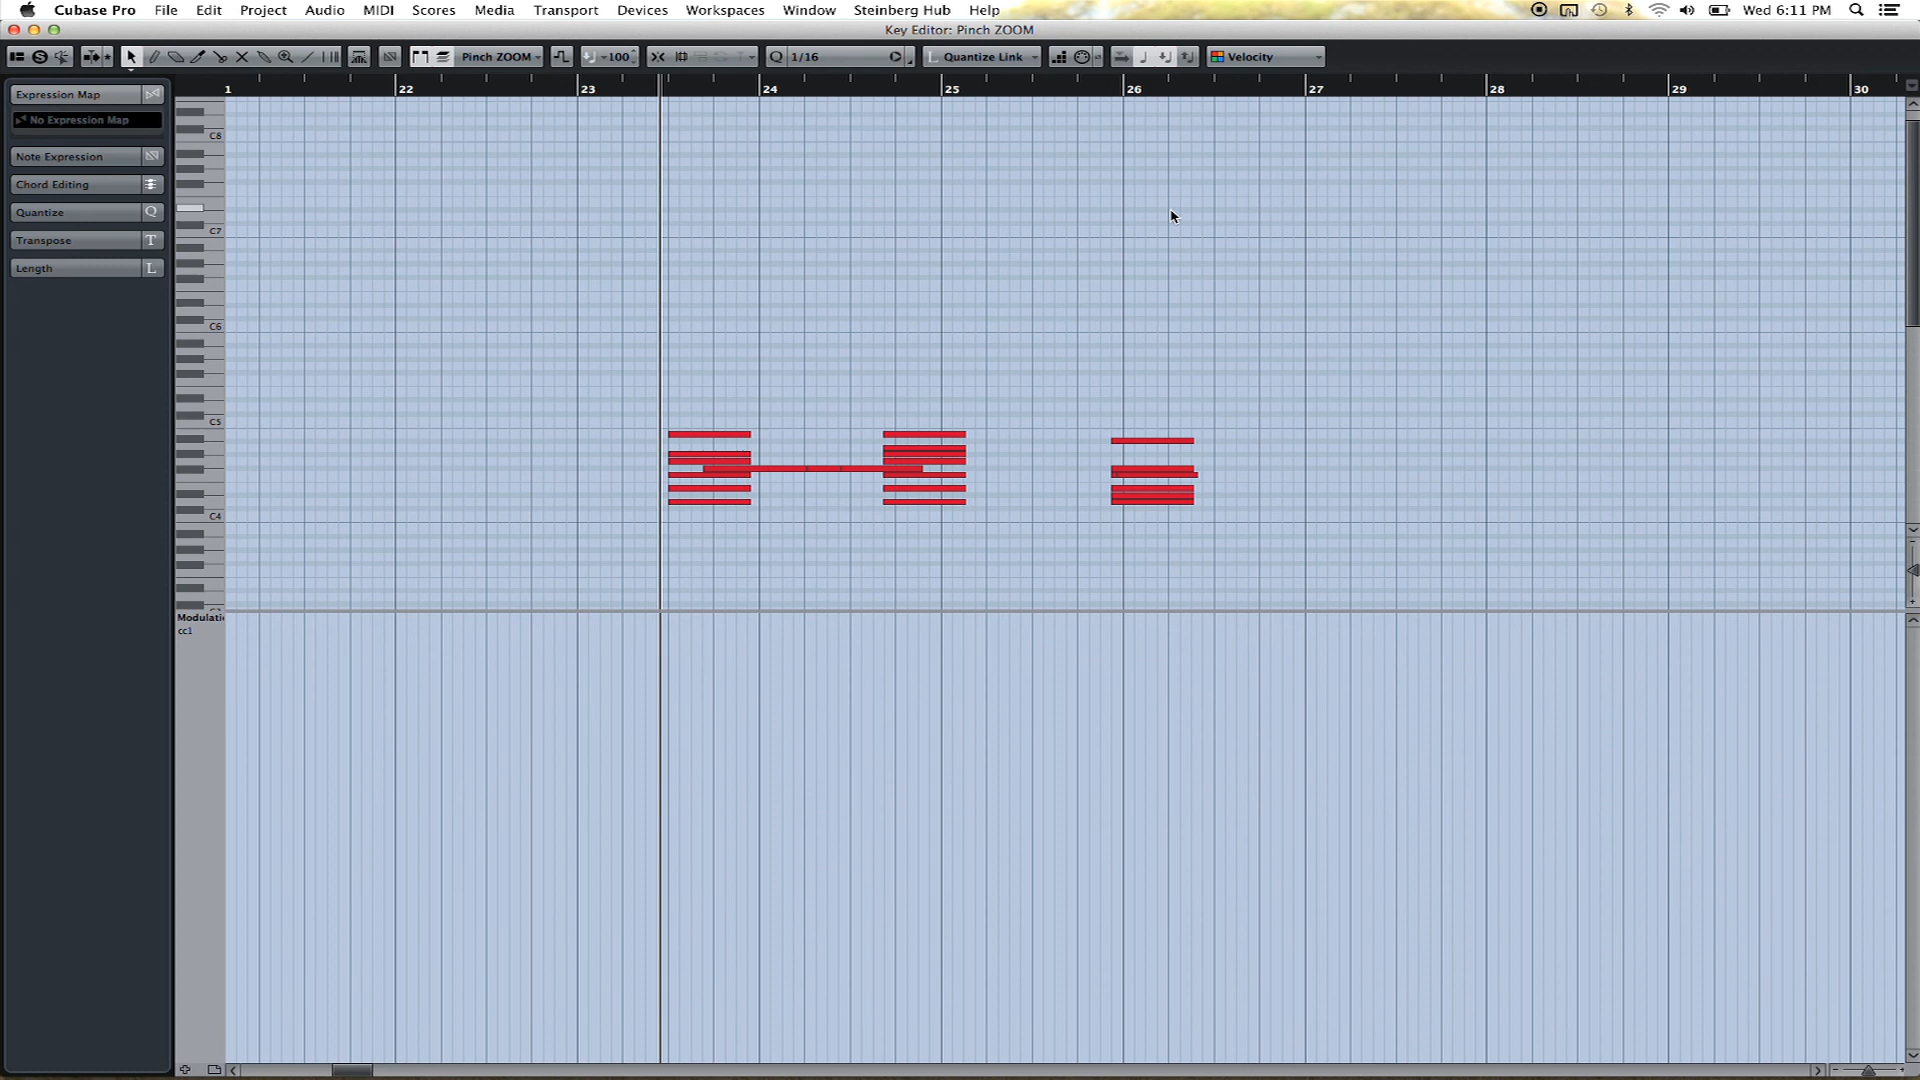 Cubase Pro File Edit Project Audio MIDI Scores Media Transport Devices Workspaces Window Steinberg Hub Help Wed 6:11 PM
Key Editor: Pinch ZOOM
Pinch ZOOM 100 Q 1/16 L Quantize Link Velocity
1 22 23 24 25 26 27 28 29 30
Expression Map
No Expression Map
Note Expression
Chord Editing
Quantize Q
Transpose T
Length L
C8
C7
C6
C5
C4
Modulati
cc1